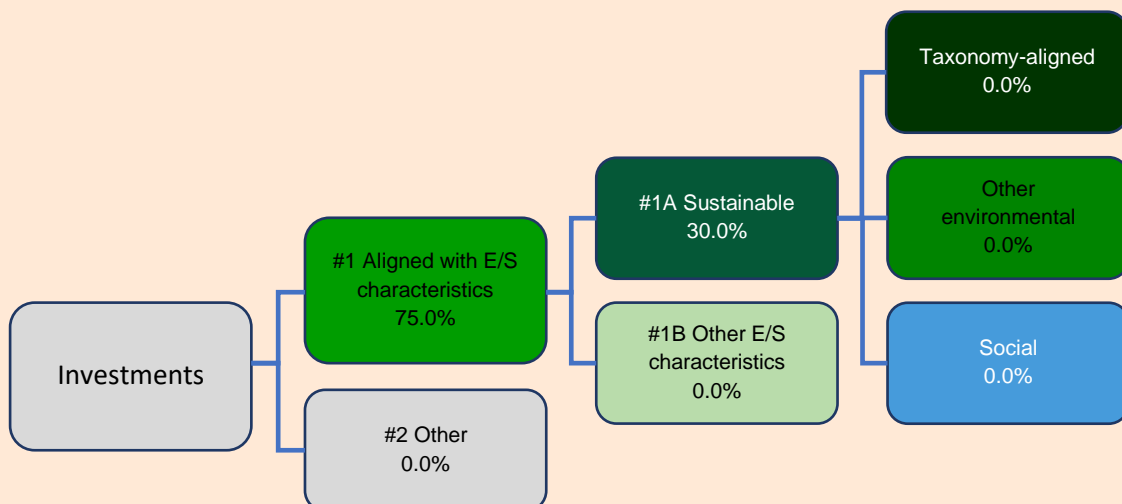 Investments
#1 Aligned with E/S
characteristics
75.0%
#2 Other
0.0%
#1A Sustainable
30.0%
#1B Other E/S
characteristics
0.0%
Taxonomy-aligned
0.0%
Other
environmental
0.0%
Social
0.0%